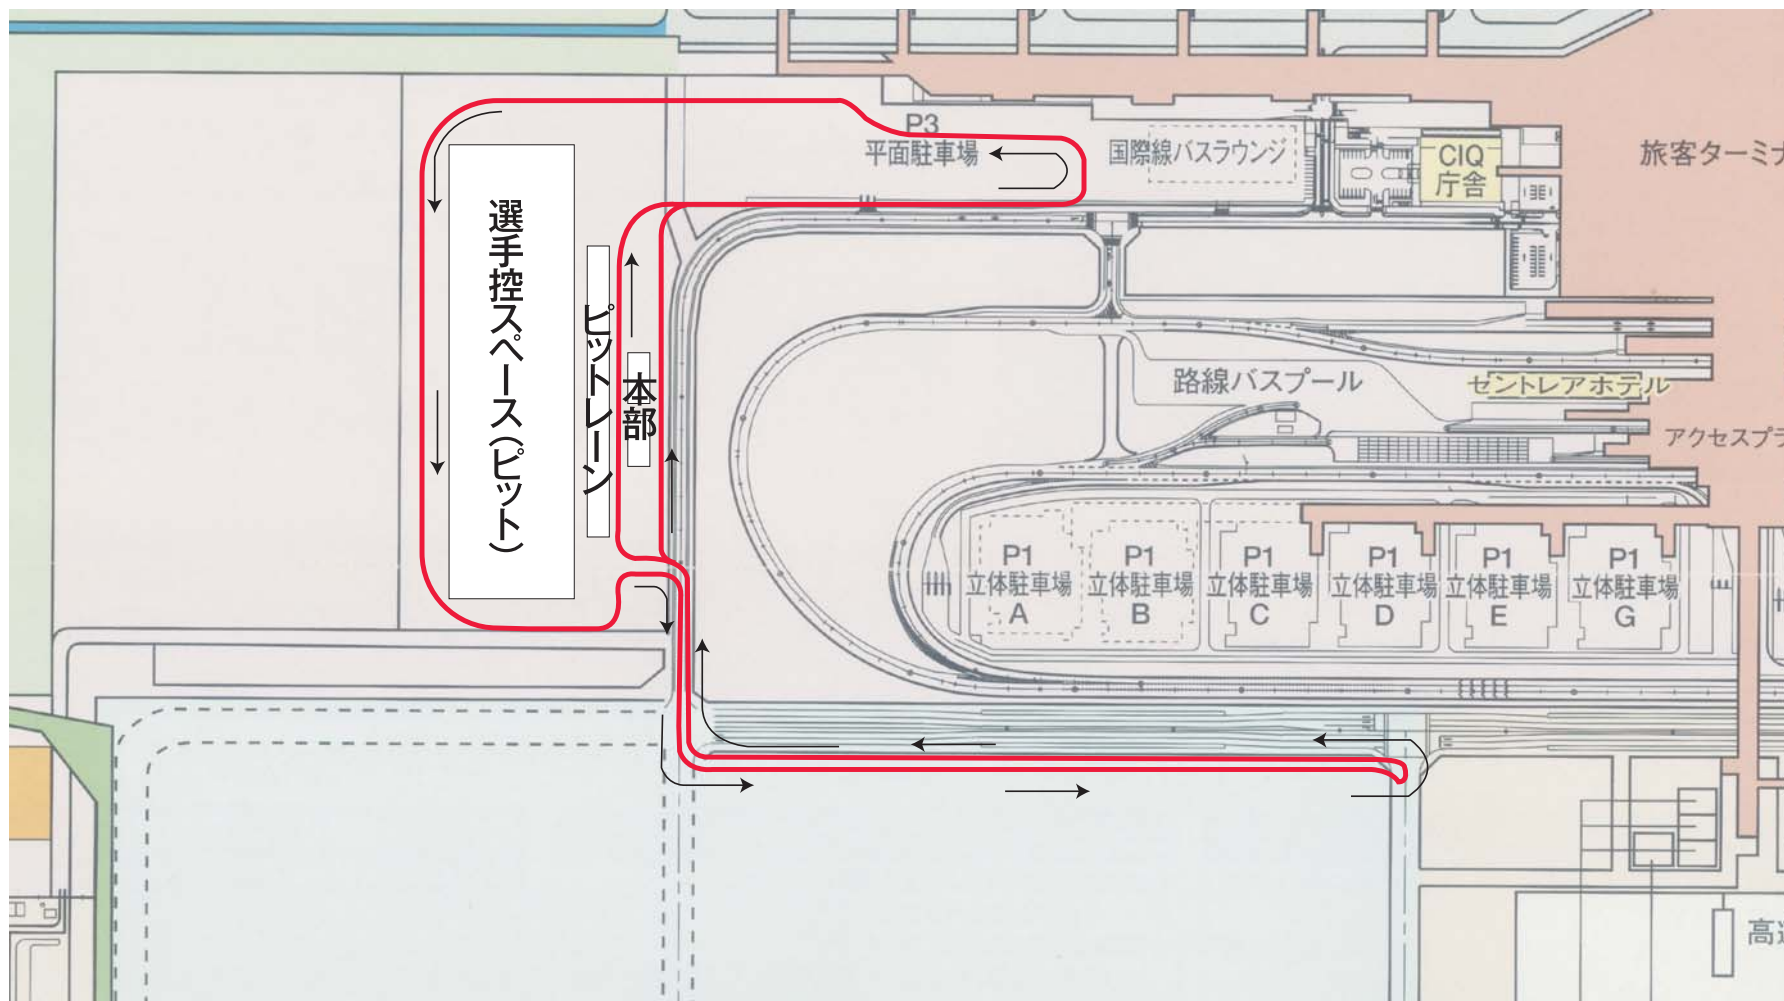 P3
平面駐車場
国際線バスラウンジ
CIQ
庁舎
旅客ターミナ
選手控スペース(ピット)
ピットレーン
本部
路線バスプール
セントレアホテル
アクセスプラ
P1
立体駐車場
A
P1
立体駐車場
B
P1
立体駐車場
C
P1
立体駐車場
D
P1
立体駐車場
E
P1
立体駐車場
G
高速